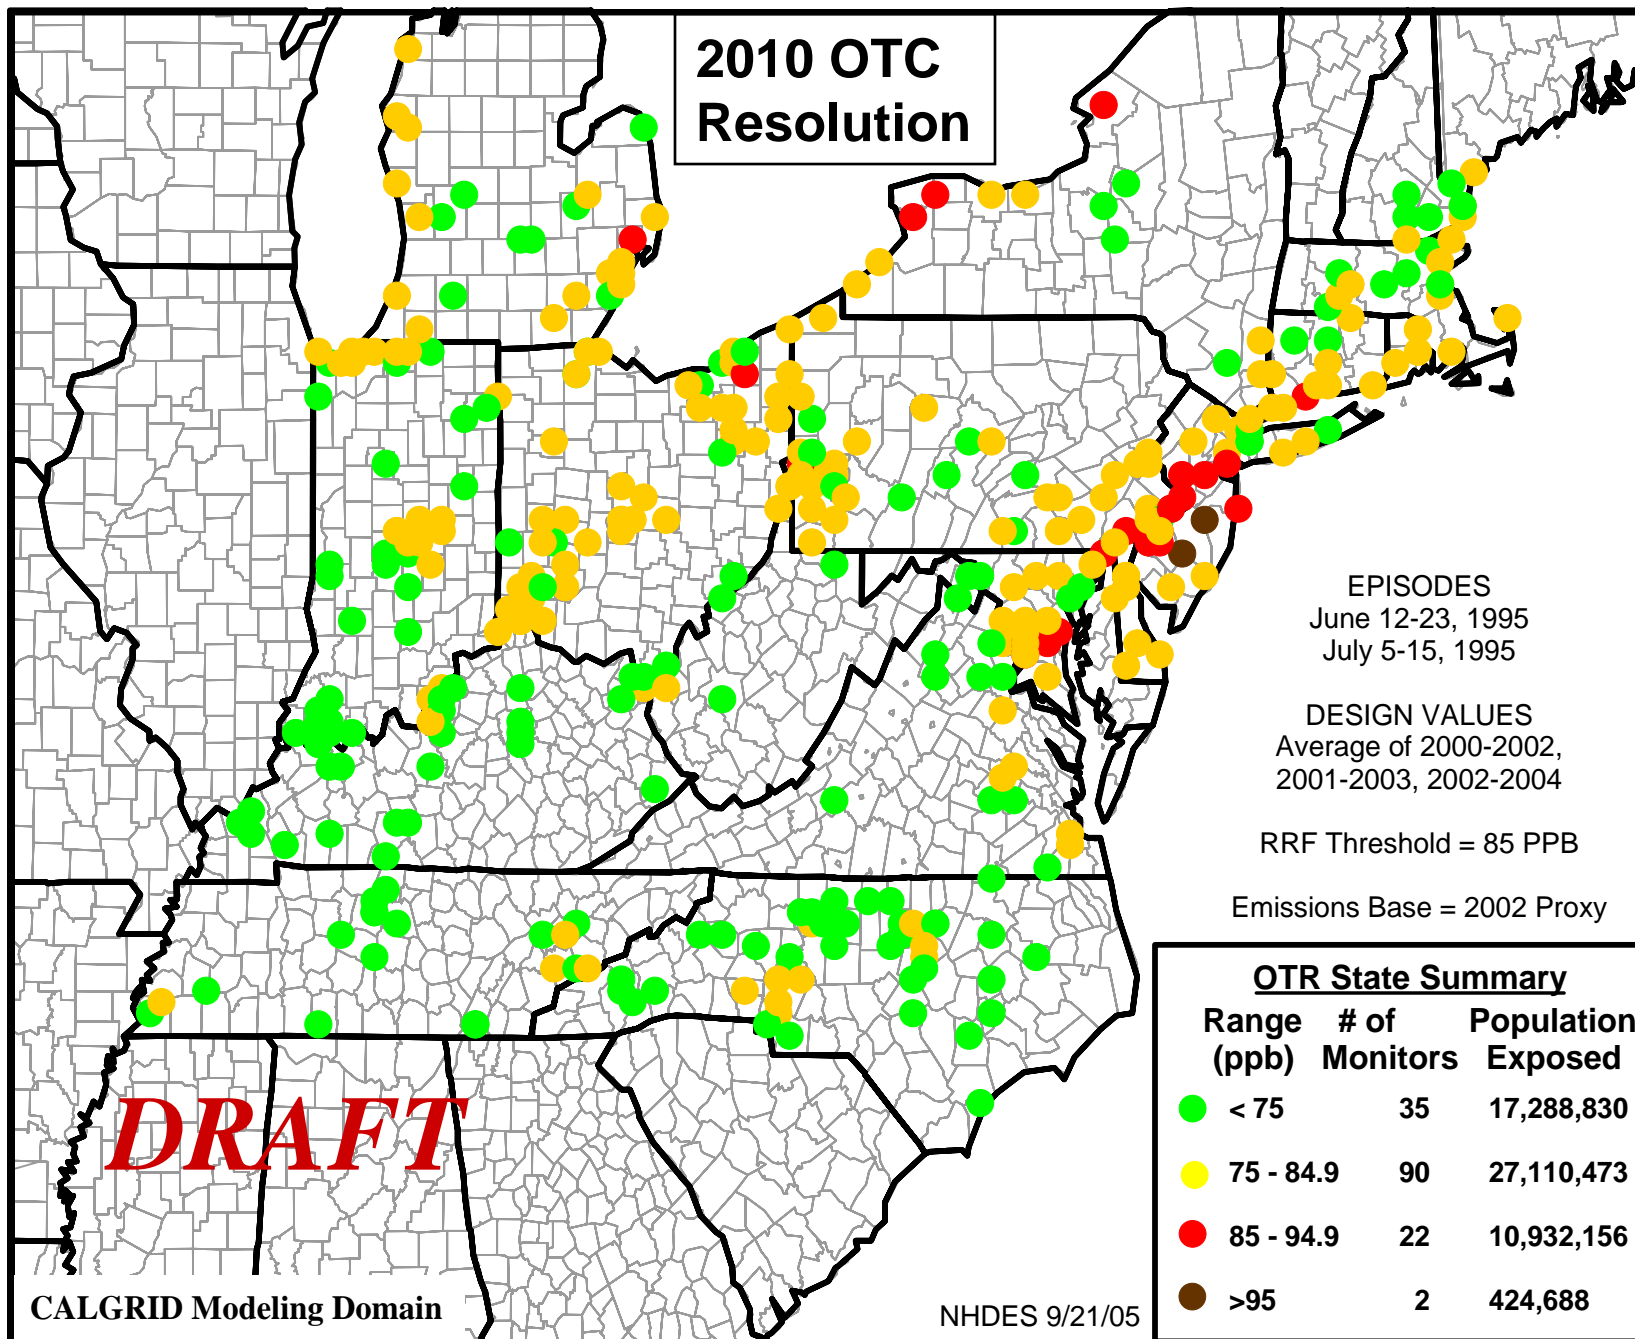 2010 OTC
Resolution
EPISODES
June 12-23, 1995
July 5-15, 1995
DESIGN VALUES
Average of 2000-2002,
2001-2003, 2002-2004
RRF Threshold = 85 PPB
Emissions Base = 2002 Proxy
OTR State Summary
Range # of Population
(ppb) Monitors Exposed
< 75 35 17,288,830
75 - 84.9 90 27,110,473
85 - 94.9 22 10,932,156
>95 2 424,688
DRAFT
CALGRID Modeling Domain
NHDES 9/21/05